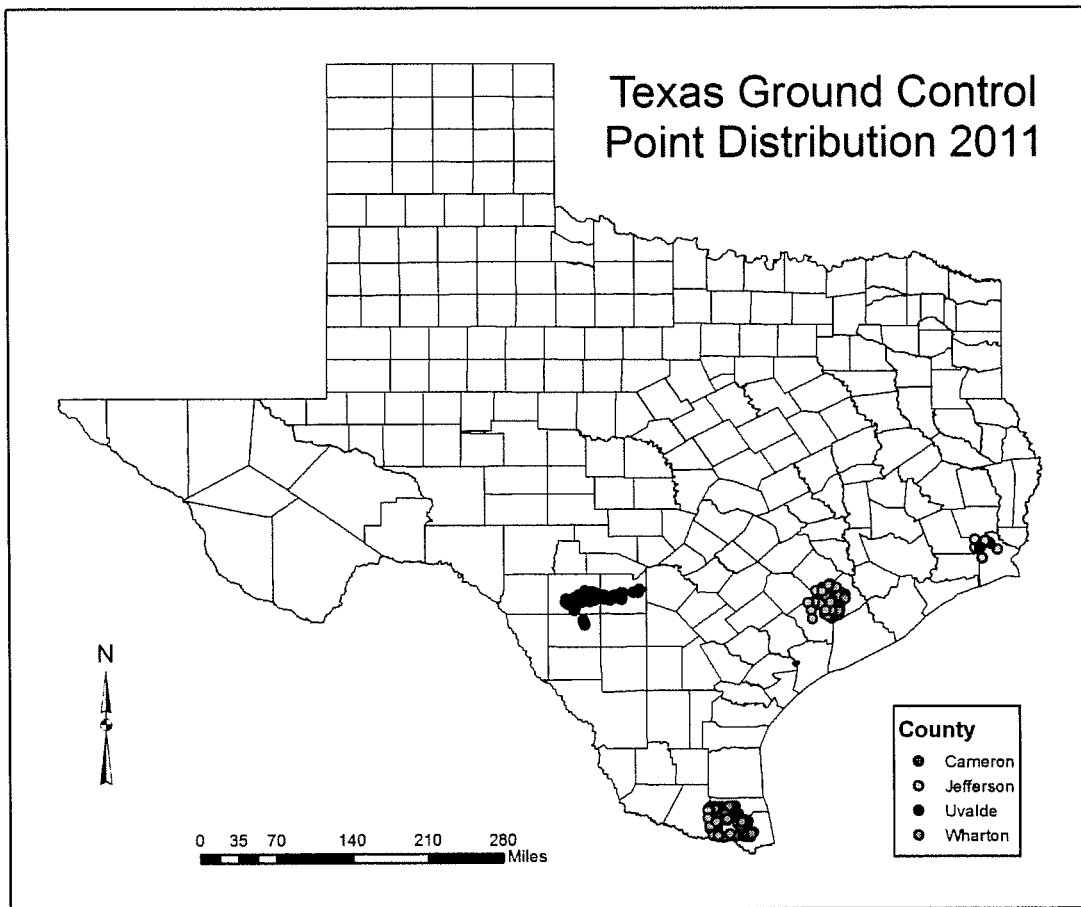 Texas Ground Control
Point Distribution 2011
N
County
Cameron
Jefferson
Uvalde
Wharton
0 35 70 140 210 280
Miles